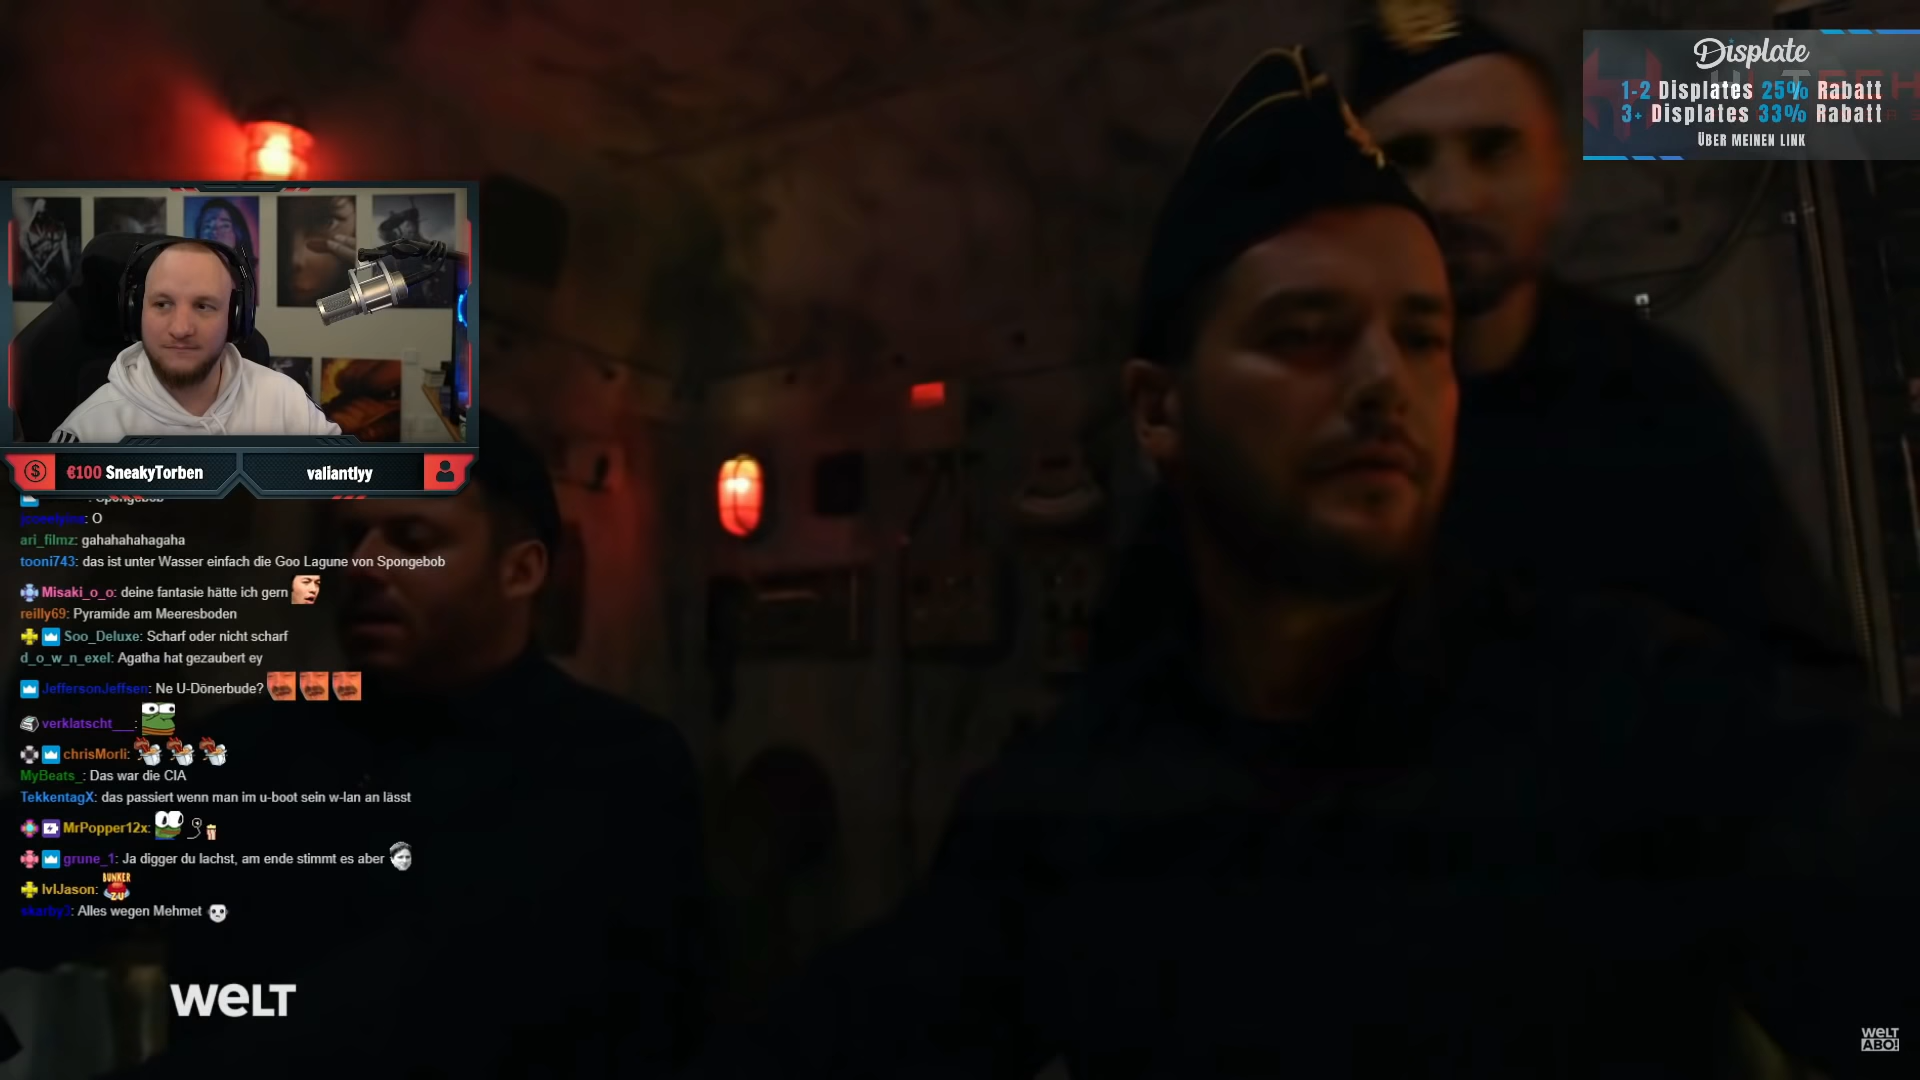 Displate
1-2 Displates 25% Rabatt
3+ Displates 33% Rabatt
ÜBER MEINEN LINK
€100 SneakyTorben
valiantlyy
: Spongebob
: O
ari_filmz: gahahahahagaha
tooni743: das ist unter Wasser einfach die Goo Lagune von Spongebob
Misaki_o_o: deine fantasie hätte ich gern
reilly69: Pyramide am Meeresboden
Soo_Deluxe: Scharf oder nicht scharf
d_o_w_n_exel: Agatha hat gezaubert ey
JeffersonJeffsen: Ne U-Dönerbude?
verklatscht___:
chrisMorli:
MyBeats_: Das war die CIA
TekkentagX: das passiert wenn man im u-boot sein w-lan an lässt
MrPopper12x:
grune_1: Ja digger du lachst, am ende stimmt es aber
lvlJason: BUNKER ZU
: Alles wegen Mehmet
WELT
WELT
ABO!